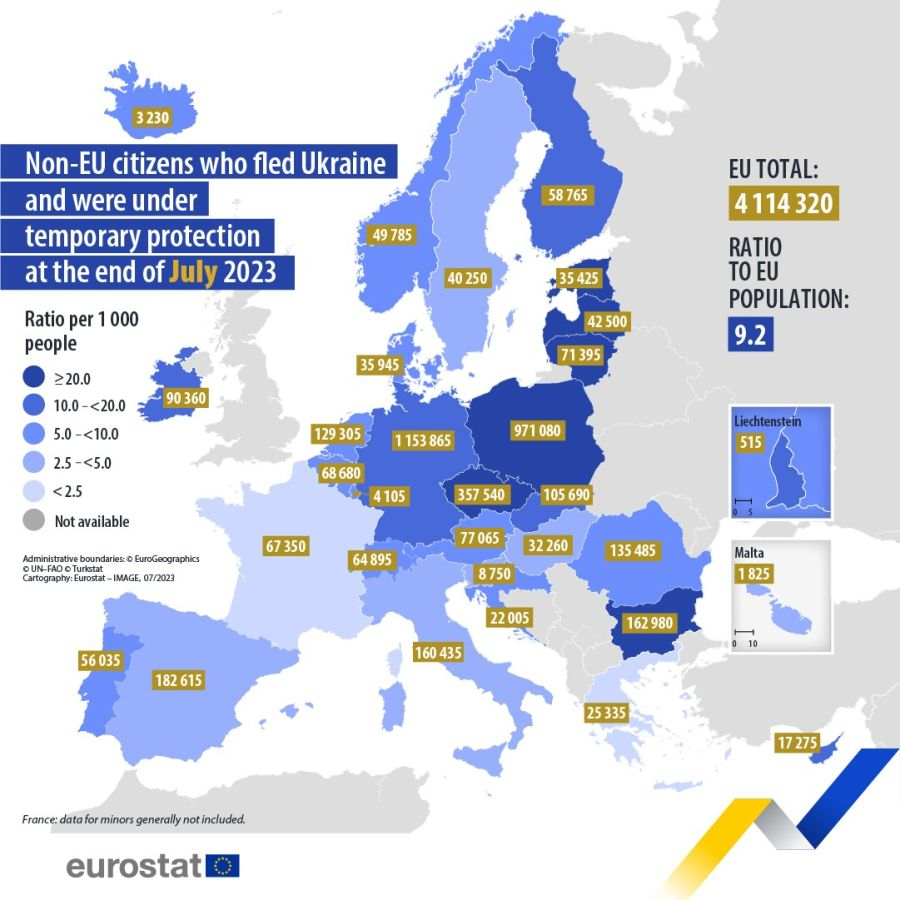 3 230
Non-EU citizens who fled Ukraine
and were under
temporary protection
at the end of July 2023
EU TOTAL:
4 114 320
RATIO
TO EU
POPULATION:
9.2
Ratio per 1 000
people
≥20.0
10.0 -<20.0
5.0 -<10.0
2.5 -<5.0
< 2.5
Not available
Administrative boundaries: © EuroGeographics
© UN-FAO © Turkstat
Cartography: Eurostat – IMAGE, 07/2023
58 765
49 785
40 250
35 425
42 500
71 395
35 945
90 360
129 305
1 153 865
971 080
68 680
4 105
357 540
105 690
67 350
64 895
77 065
32 260
135 485
8 750
22 005
162 980
160 435
56 035
182 615
25 335
17 275
Liechtenstein
515
0 5
Malta
1 825
0 10
France: data for minors generally not included.
eurostat